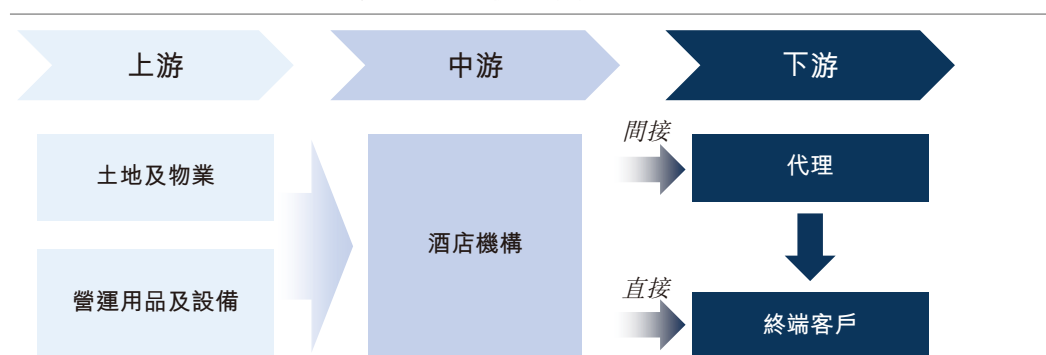 上游
中游
下游
土地及物業
營運用品及設備
酒店機構
間接
代理
直接
終端客戶